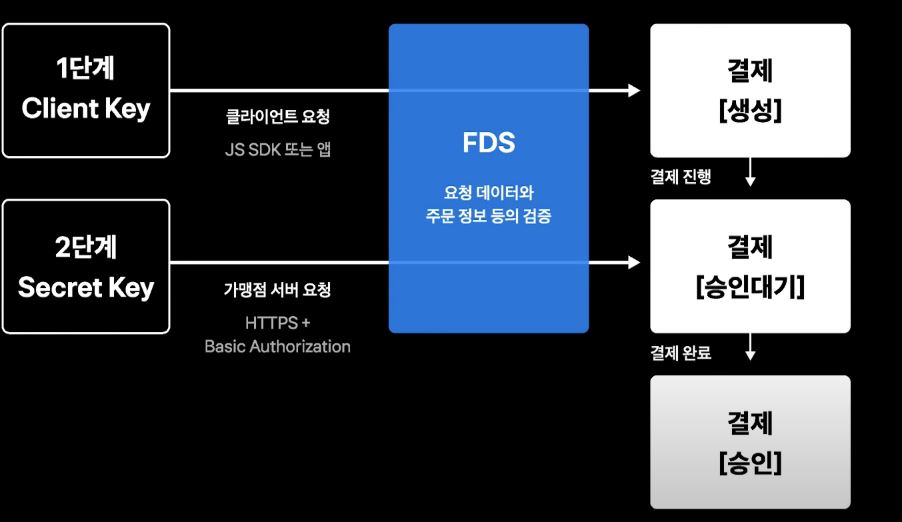 1단계
Client Key
클라이언트 요청
JS SDK 또는 앱
2단계
Secret Key
가맹점 서버 요청
HTTPS +
Basic Authorization
FDS
요청 데이터와
주문 정보 등의 검증
결제
[생성]
결제 진행
결제
[승인대기]
결제 완료
결제
[승인]